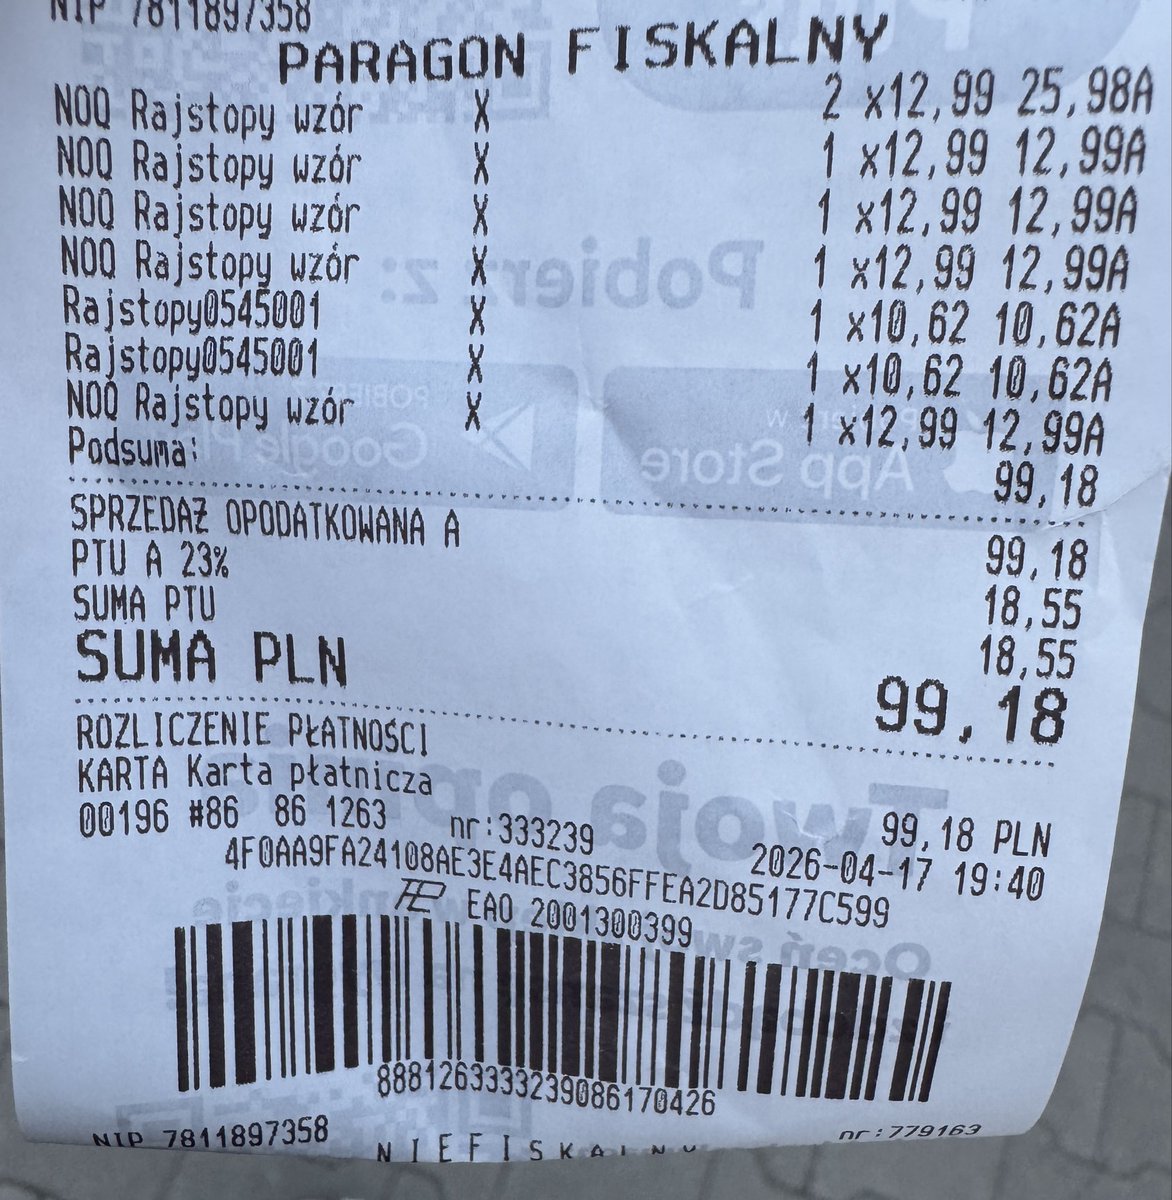 NIP 7811897358
PARAGON FISKALNY
NOQ Rajstopy wzór X 2 x12,99 25,98A
NOQ Rajstopy wzór X 1 x12,99 12,99A
NOQ Rajstopy wzór X 1 x12,99 12,99A
NOQ Rajstopy wzór X 1 x12,99 12,99A
Rajstopy0545001 X 1 x10,62 10,62A
Rajstopy0545001 X 1 x10,62 10,62A
NOQ Rajstopy wzór X 1 x12,99 12,99A
Podsuma: 99,18
SPRZEDAŻ OPODATKOWANA A 99,18
PTU A 23% 18,55
SUMA PTU 18,55
SUMA PLN 99,18
ROZLICZENIE PŁATNOŚCI
KARTA Karta płatnicza 99,18 PLN
00196 #86 86 1263 nr:333239 2026-04-17 19:40
4F0AA9FA24108AE3E4AEC3856FFEA2D85177C599
EAO 2001300399
8881263333239086170426
NIP 7811897358 NIEFISKALNY nr:779163
Pobierz z:
Google Play
App Store
Twoja
Oceń